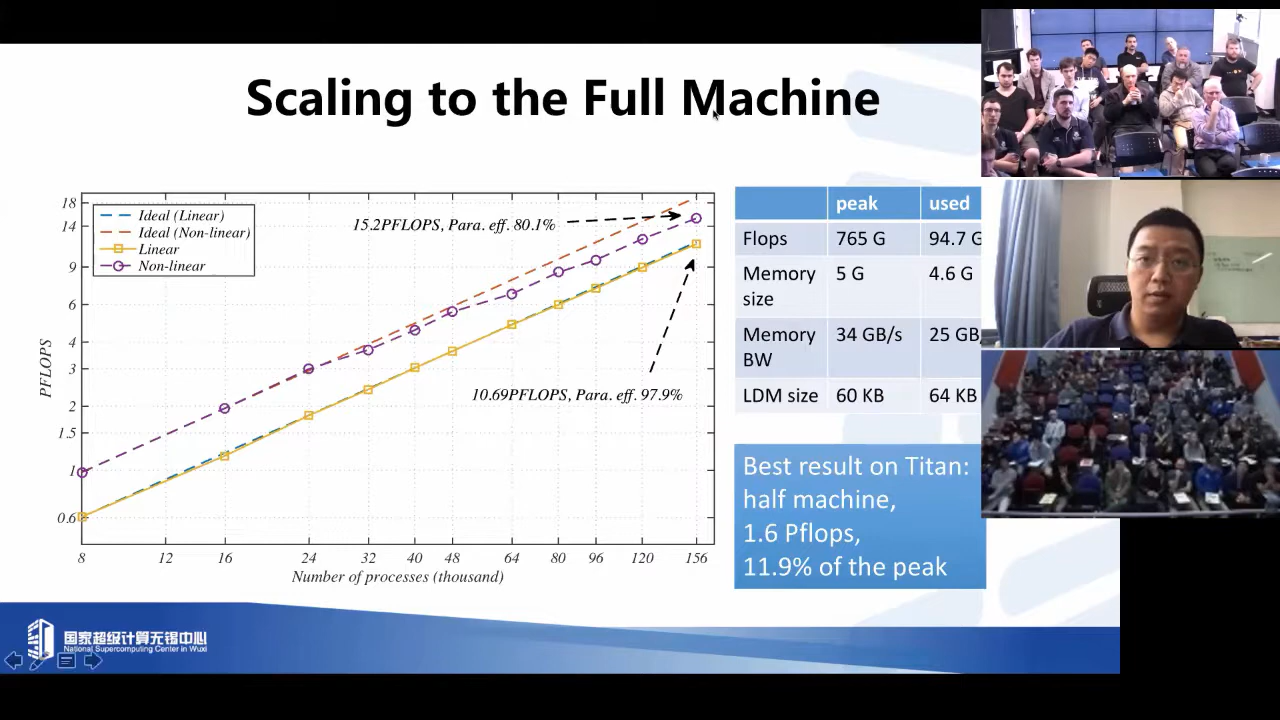 Scaling to the Full Machine
18
14
9
6
4
3
2
1.5
1
0.6
PFLOPS
Ideal (Linear)
Ideal (Non-linear)
Linear
Non-linear
15.2PFLOPS, Para. eff. 80.1%
10.69PFLOPS, Para. eff. 97.9%
8 12 16 24 32 40 48 64 80 96 120 156
Number of processes (thousand)
peak used
Flops 765 G 94.7 G
Memory size 5 G 4.6 G
Memory BW 34 GB/s 25 GB/
LDM size 60 KB 64 KB
Best result on Titan:
half machine,
1.6 Pflops,
11.9% of the peak
国家超级计算无锡中心
National Supercomputing Center in Wuxi